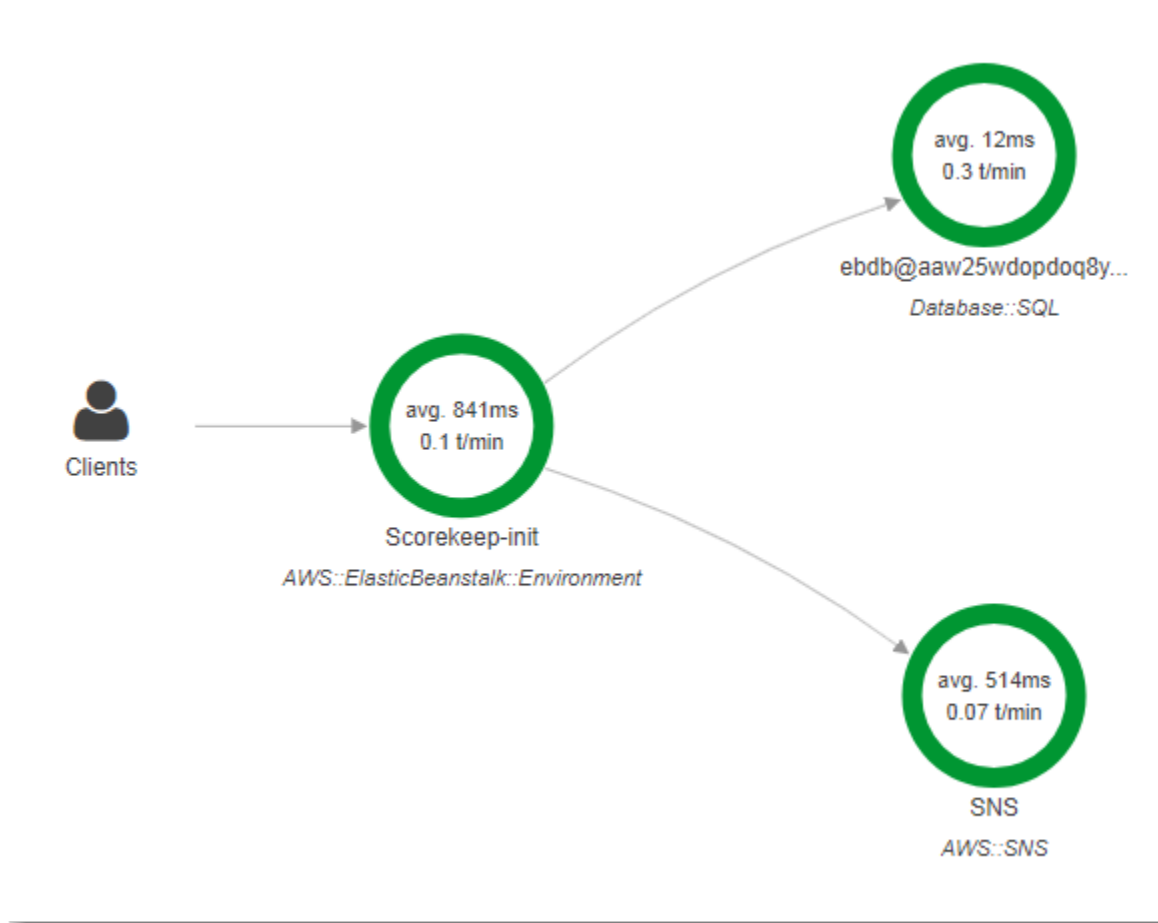 avg. 12ms
0.3 t/min
ebdb@aaw25wdopdoq8y...
Database::SQL
avg. 841ms
0.1 t/min
Clients
Scorekeep-init
AWS::ElasticBeanstalk::Environment
avg. 514ms
0.07 t/min
SNS
AWS::SNS